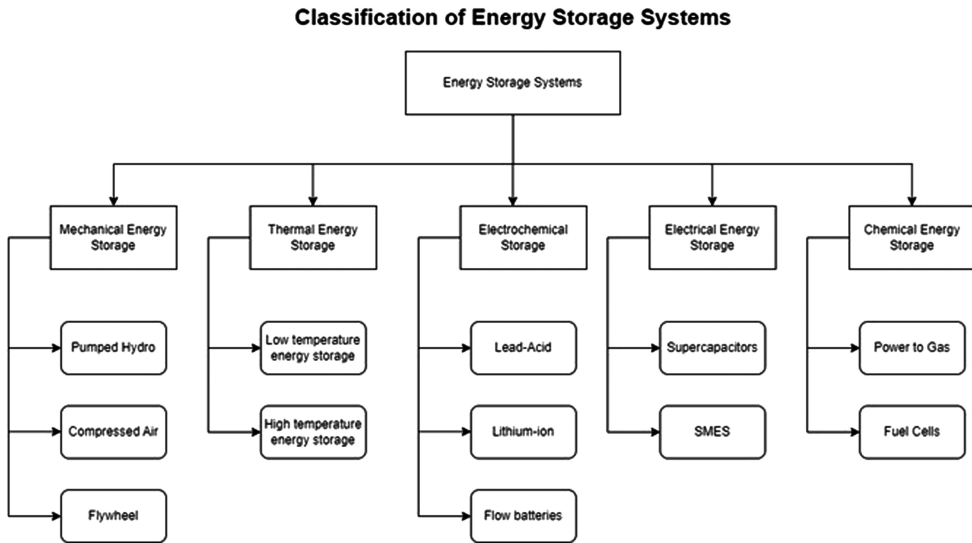 Classification of Energy Storage Systems
Energy Storage Systems
Mechanical Energy
Storage
Thermal Energy
Storage
Electrochemical
Storage
Electrical Energy
Storage
Chemical Energy
Storage
Pumped Hydro
Low temperature
energy storage
Lead-Acid
Supercapacitors
Power to Gas
Compressed Air
High temperature
energy storage
Lithium-ion
SMES
Fuel Cells
Flywheel
Flow batteries